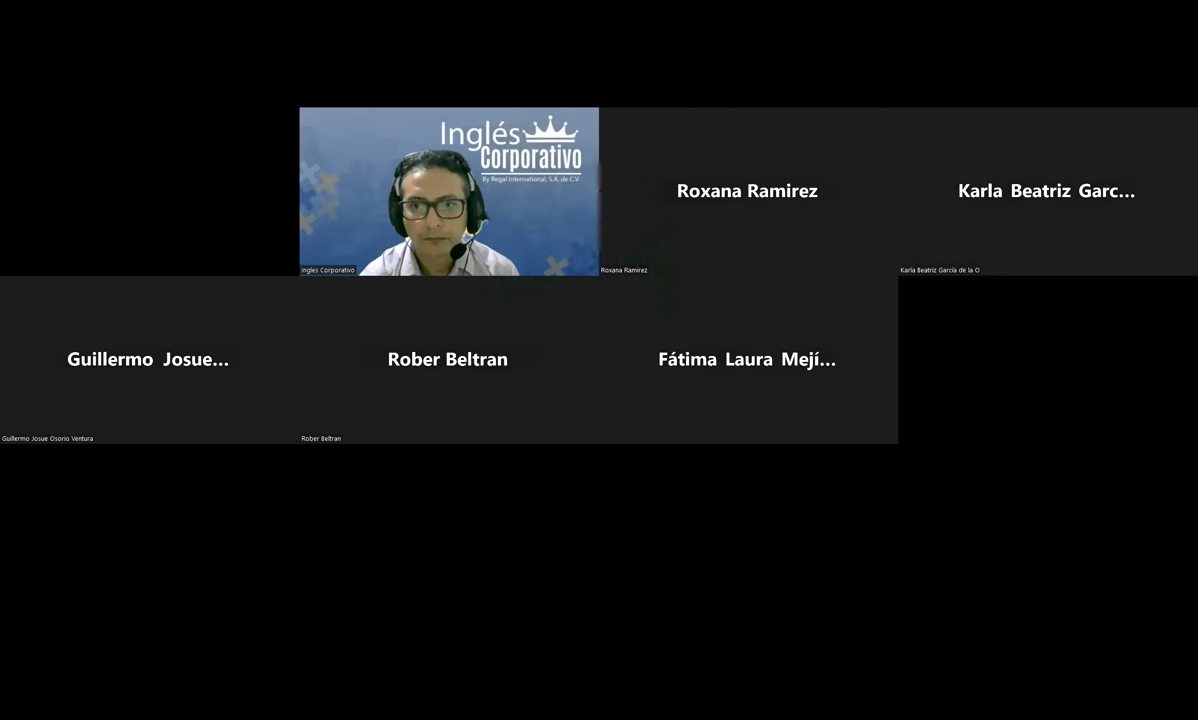 Inglés
Corporativo
By Regal International, S.A. de C.V.
Ingles Corporativo
Roxana Ramirez
Roxana Ramirez
Karla Beatriz Garc...
Karla Beatriz García de la O
Guillermo Josue...
Guillermo Josue Osorio Ventura
Rober Beltran
Rober Beltran
Fátima Laura Mejí...